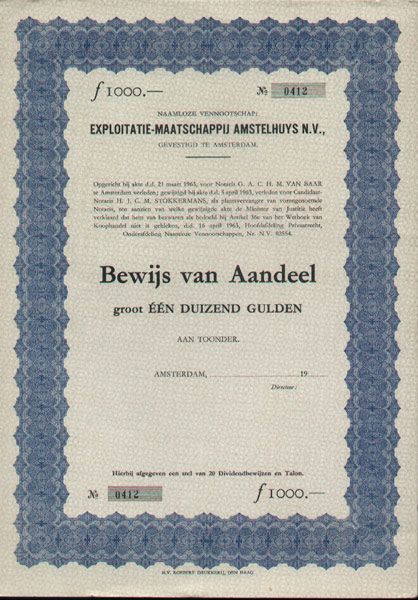 ƒ 1000.— № 0412
NAAMLOZE VENNOOTSCHAP:
EXPLOITATIE-MAATSCHAPPIJ AMSTELHUYS N.V.,
GEVESTIGD TE AMSTERDAM.
Opgericht bij akte d.d. 21 maart 1963, voor Notaris G. A. C. H. M. VAN BAAR
te Amsterdam verleden; gewijzigd bij akte d.d. 5 april 1963, verleden voor Candidaat-
Notaris H. J. C. M. STOKKERMANS, als plaatsvervanger van voornoemde
Notaris, ten aanzien van welke gewijzigde akte de Minister van Justitie heeft
verklaard dat hem van bezwaren als bedoeld bij Artikel van het Wetboek van
Koophandel niet is gebleken, d.d. 16 april 1963, Hoofdafdeling Privaatrecht,
Onderafdeling Naamloze Vennootschappen, Nr. N.V. 02554.
Bewijs van Aandeel
groot ÉÉN DUIZEND GULDEN
AAN TOONDER.
AMSTERDAM, 19
Directeur:
Hierbij afgegeven een stel van 20 Dividendbewijzen en Talon.
№ 0412 ƒ 1000.—
N.V. DRUKKERIJ, DEN HAAG